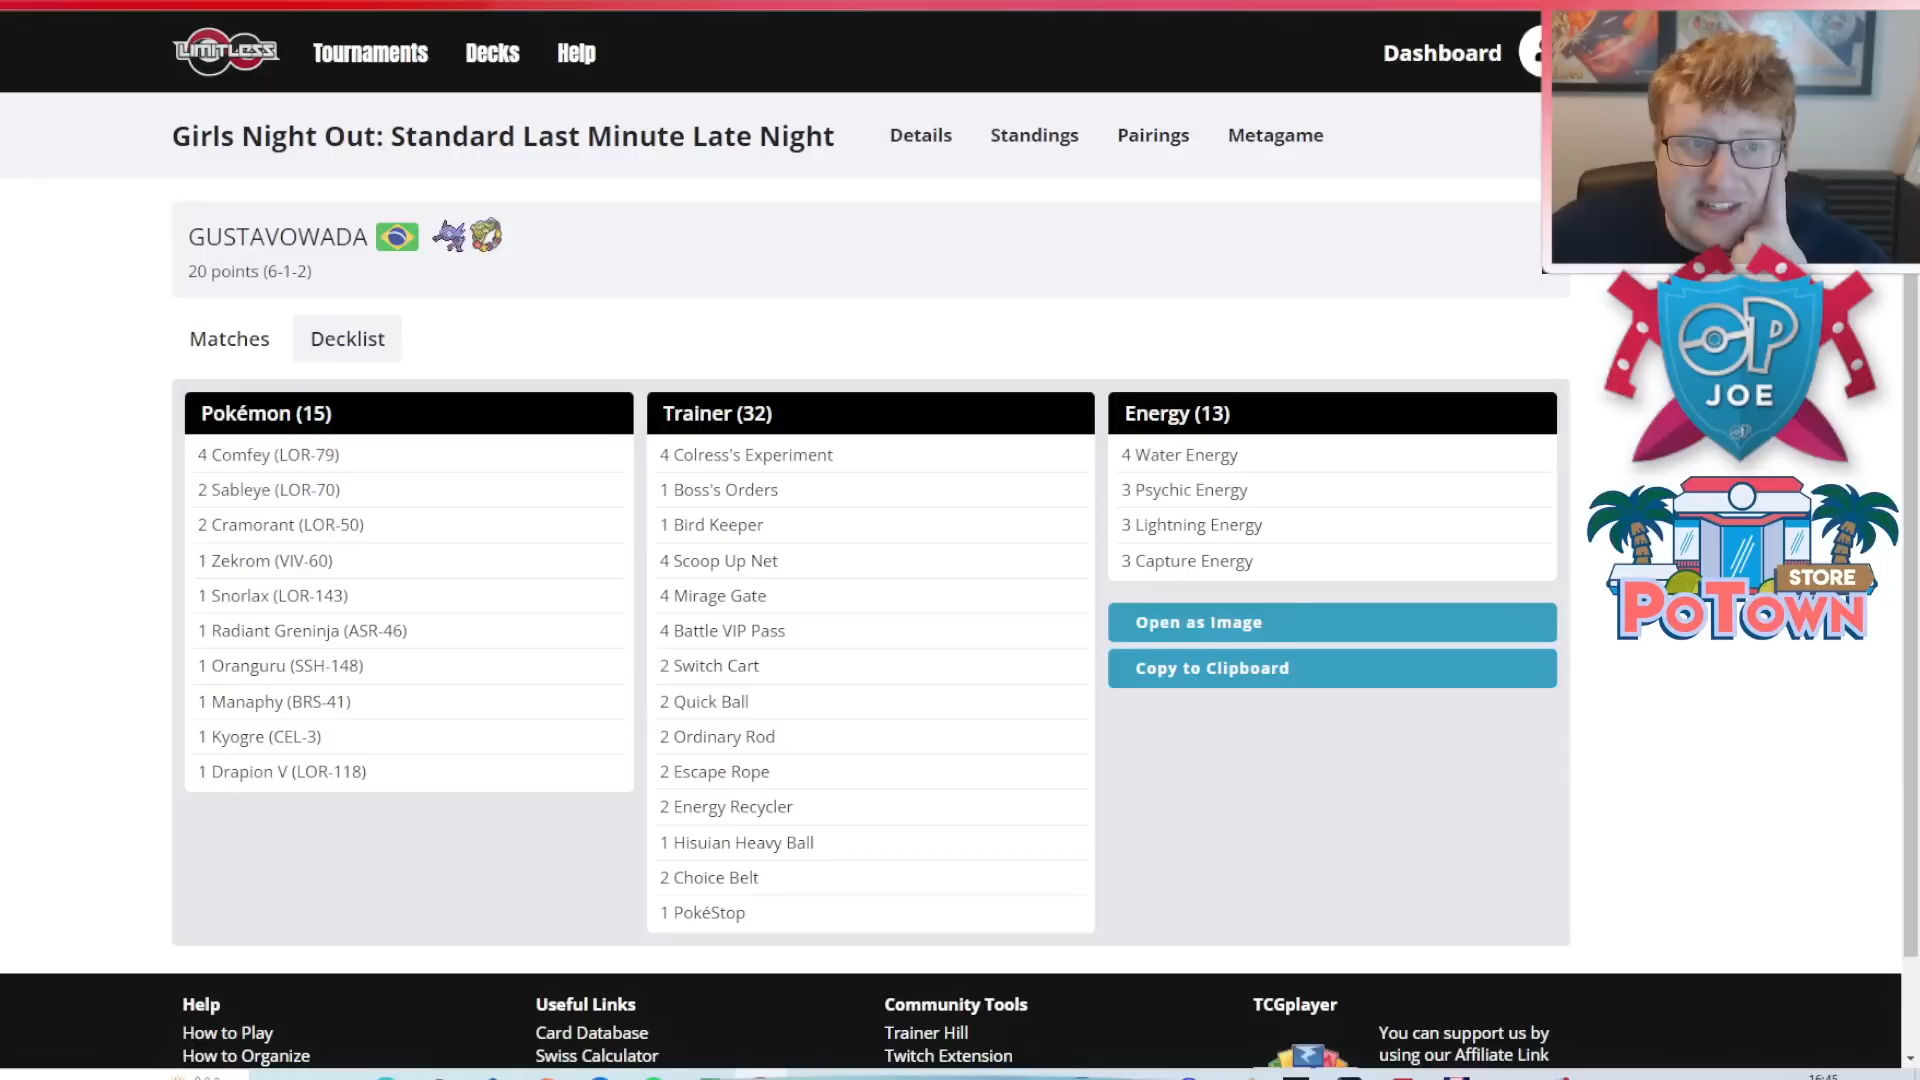 LIMITLESS
Tournaments
Decks
Help
Dashboard
Girls Night Out: Standard Last Minute Late Night
Details
Standings
Pairings
Metagame
GUSTAVOWADA
20 points (6-1-2)
Matches
Decklist
Pokémon (15)
4 Comfey (LOR-79)
2 Sableye (LOR-70)
2 Cramorant (LOR-50)
1 Zekrom (VIV-60)
1 Snorlax (LOR-143)
1 Radiant Greninja (ASR-46)
1 Oranguru (SSH-148)
1 Manaphy (BRS-41)
1 Kyogre (CEL-3)
1 Drapion V (LOR-118)
Trainer (32)
4 Colress's Experiment
1 Boss's Orders
1 Bird Keeper
4 Scoop Up Net
4 Mirage Gate
4 Battle VIP Pass
2 Switch Cart
2 Quick Ball
2 Ordinary Rod
2 Escape Rope
2 Energy Recycler
1 Hisuian Heavy Ball
2 Choice Belt
1 PokéStop
Energy (13)
4 Water Energy
3 Psychic Energy
3 Lightning Energy
3 Capture Energy
Open as Image
Copy to Clipboard
OP
JOE
STORE
POTOWN
Help
How to Play
How to Organize
Useful Links
Card Database
Swiss Calculator
Community Tools
Trainer Hill
Twitch Extension
TCGplayer
You can support us by
using our Affiliate Link